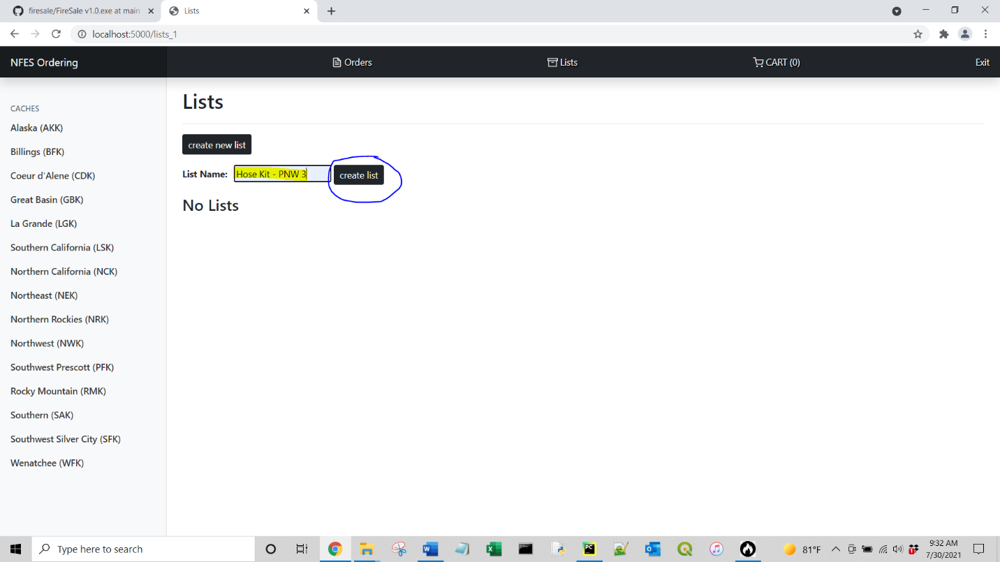 firesale/FireSale v1.0.exe at main
Lists
localhost:5000/lists_1
NFES Ordering
Orders
Lists
CART (0)
Exit
CACHES
Alaska (AKK)
Billings (BFK)
Coeur d'Alene (CDK)
Great Basin (GBK)
La Grande (LGK)
Southern California (LSK)
Northern California (NCK)
Northeast (NEK)
Northern Rockies (NRK)
Northwest (NWK)
Southwest Prescott (PFK)
Rocky Mountain (RMK)
Southern (SAK)
Southwest Silver City (SFK)
Wenatchee (WFK)
Lists
create new list
List Name: Hose Kit - PNW 3 create list
No Lists
Type here to search
81°F
9:32 AM
7/30/2021